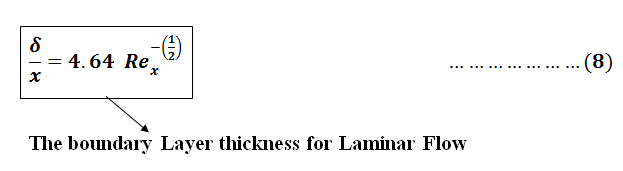 δ/x = 4.64 Re_x^(-(1/2)) ... ... ... ... ... ... ... (8)
The boundary Layer thickness for Laminar Flow